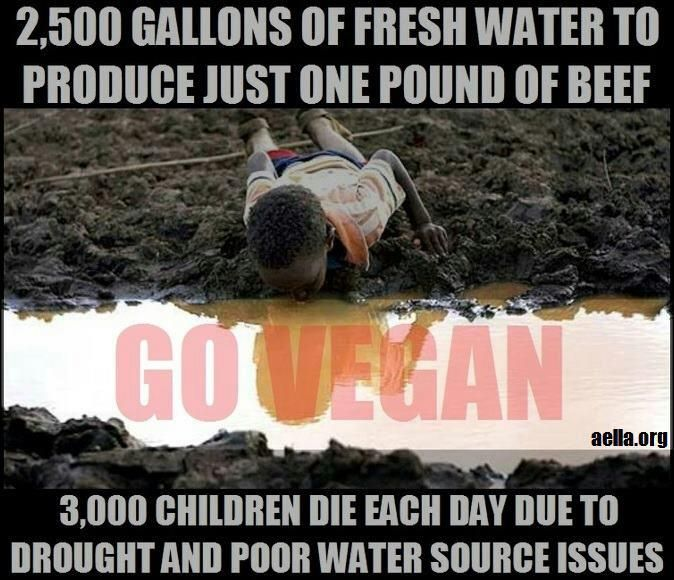 2,500 GALLONS OF FRESH WATER TO
PRODUCE JUST ONE POUND OF BEEF
GO VEGAN
aella.org
3,000 CHILDREN DIE EACH DAY DUE TO
DROUGHT AND POOR WATER SOURCE ISSUES